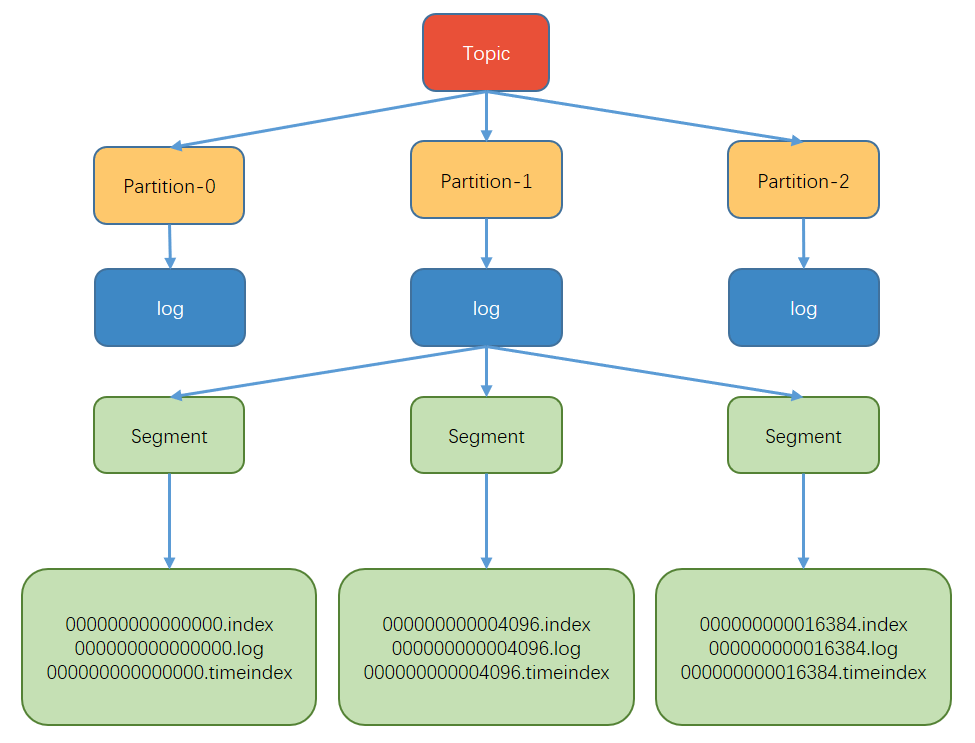 Topic
Partition-0
Partition-1
Partition-2
log
log
log
Segment
Segment
Segment
000000000000000.index
000000000000000.log
000000000000000.timeindex
000000000004096.index
000000000004096.log
000000000004096.timeindex
000000000016384.index
000000000016384.log
000000000016384.timeindex